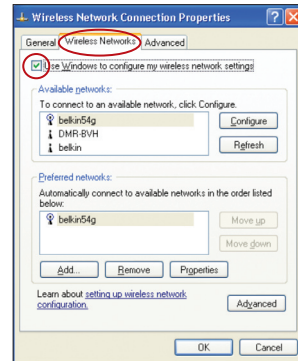 Wireless Network Connection Properties
General Wireless Networks Advanced
Use Windows to configure my wireless network settings
Available networks:
To connect to an available network, click Configure.
belkin54g
DMR-BVH
belkin
Configure
Refresh
Preferred networks:
Automatically connect to available networks in the order listed
below:
belkin54g
Move up
Move down
Add... Remove Properties
Learn about setting up wireless network
configuration.
Advanced
OK Cancel